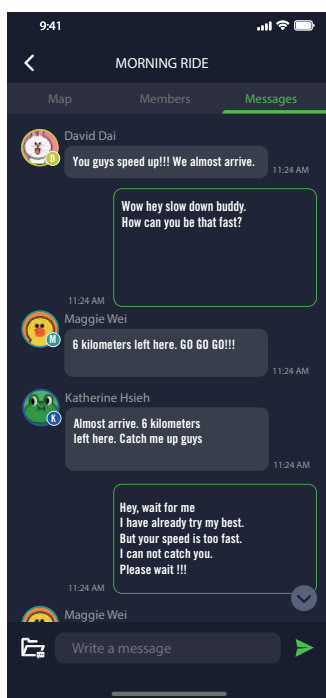 9:41
MORNING RIDE
Map Members Messages
David Dai
D
You guys speed up!!! We almost arrive.
11:24 AM
Wow hey slow down buddy.
How can you be that fast?
11:24 AM
Maggie Wei
M
6 kilometers left here. GO GO GO!!!
11:24 AM
Katherine Hsieh
K
Almost arrive. 6 kilometers
left here. Catch me up guys
11:24 AM
Hey, wait for me
I have already try my best.
But your speed is too fast.
I can not catch you.
Please wait !!!
11:24 AM
Maggie Wei
Write a message